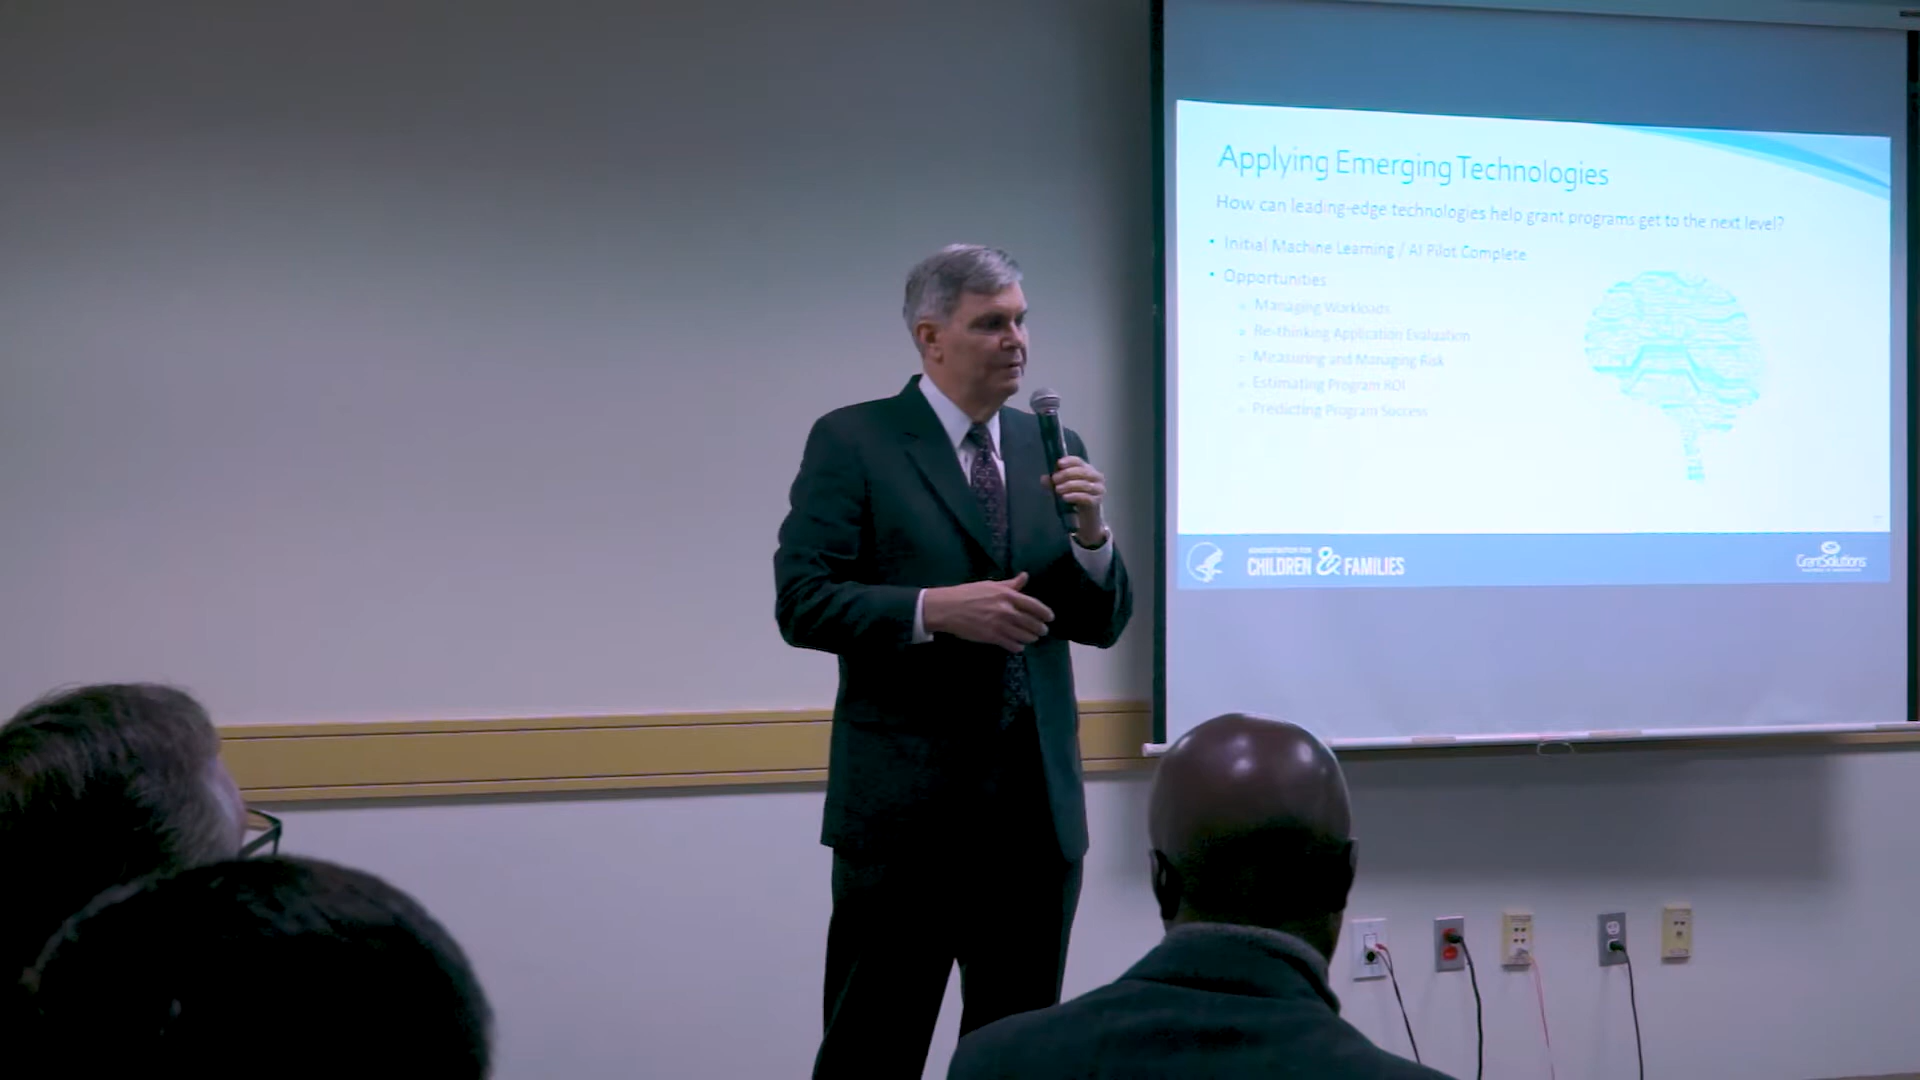 Applying Emerging Technologies
How can leading-edge technologies help grant programs get to the next level?
• Initial Machine Learning / AI Pilot Complete
• Opportunities
○ Managing Workloads
○ Re-thinking Application Evaluation
○ Measuring and Managing Risk
○ Estimating Program ROI
○ Predicting Program Success
ADMINISTRATION FOR
CHILDREN & FAMILIES
GrantSolutions